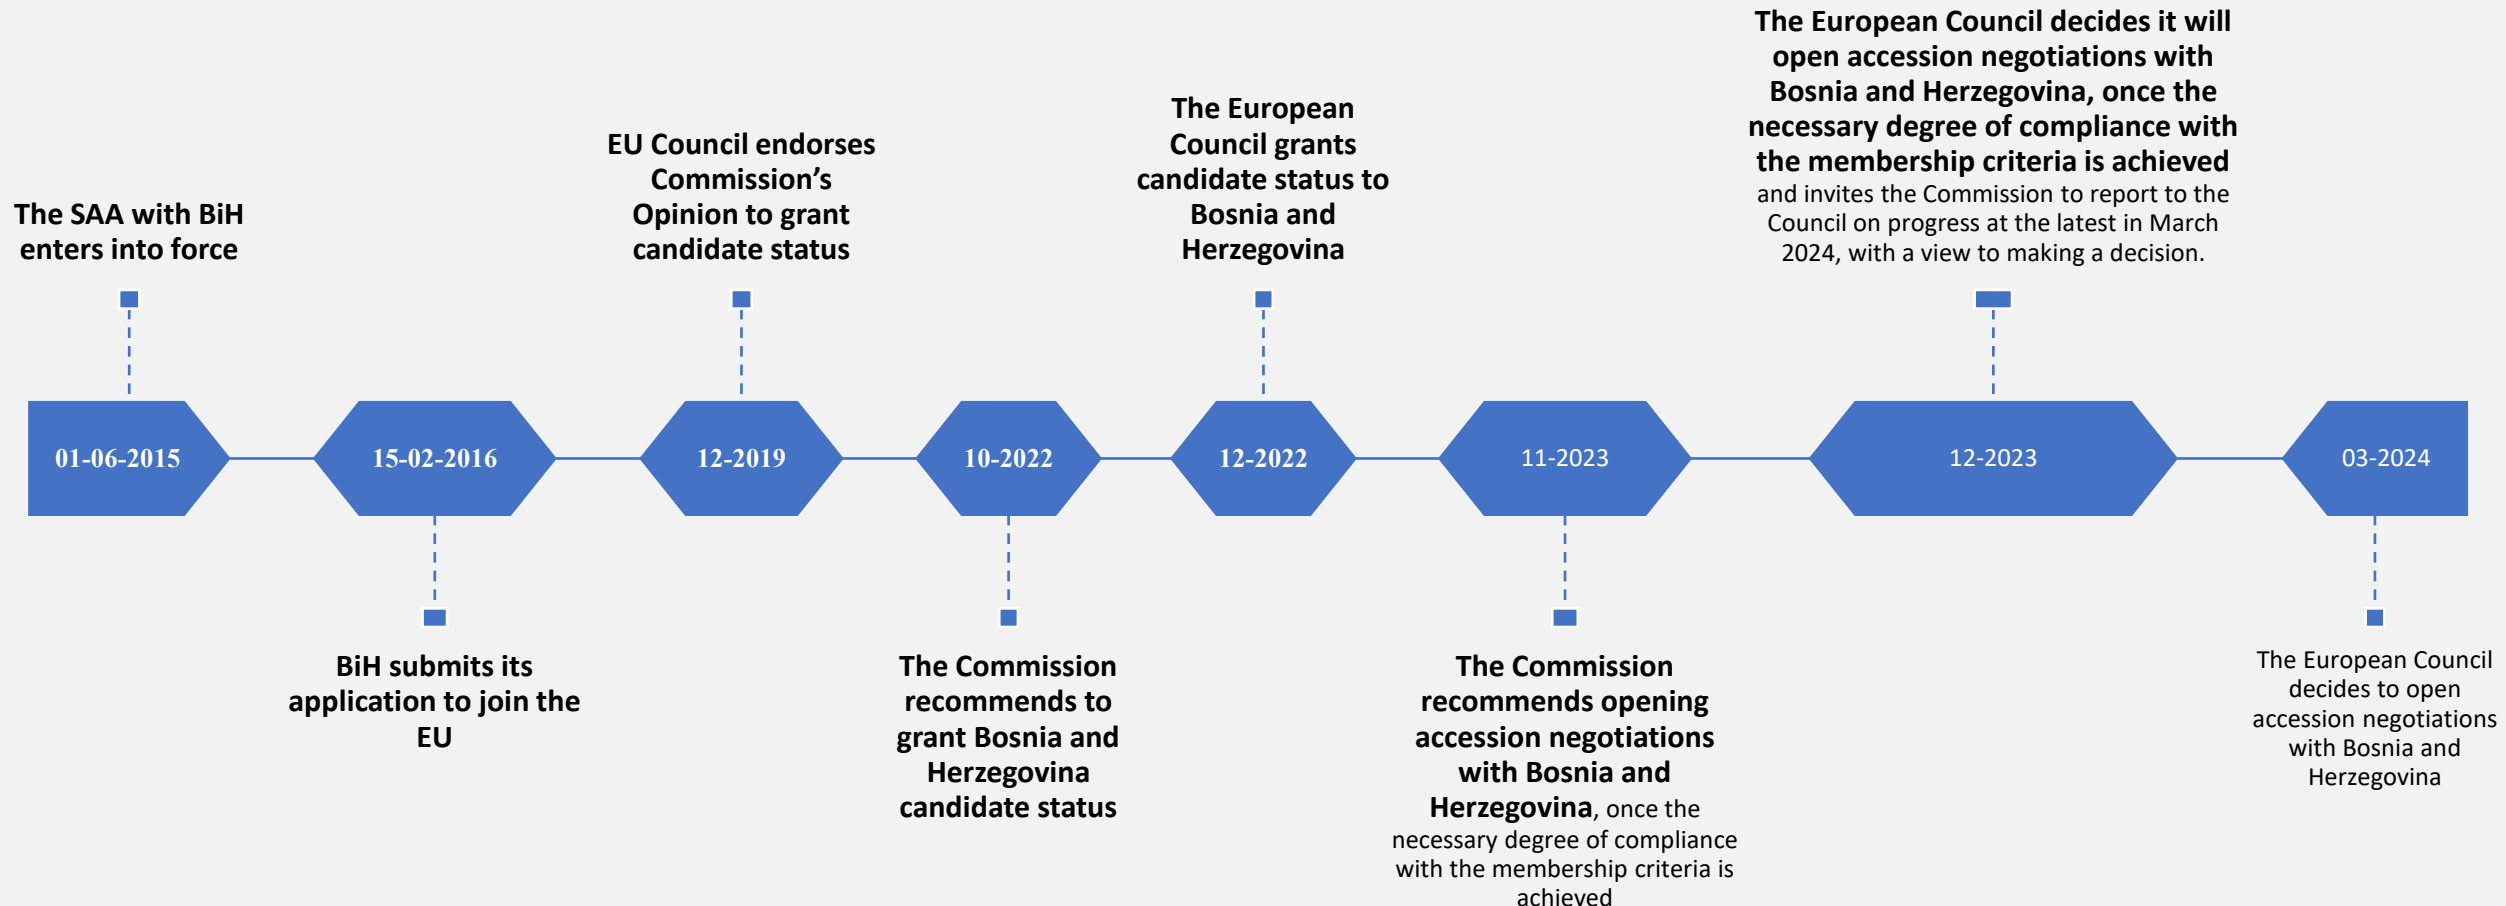 The SAA with BiH
enters into force
01-06-2015
15-02-2016
BiH submits its
application to join the
EU
EU Council endorses
Commission’s
Opinion to grant
candidate status
12-2019
10-2022
The Commission
recommends to
grant Bosnia and
Herzegovina
candidate status
The European
Council grants
candidate status to
Bosnia and
Herzegovina
12-2022
11-2023
The Commission
recommends opening
accession negotiations
with Bosnia and
Herzegovina, once the
necessary degree of compliance
with the membership criteria is
achieved
The European Council decides it will
open accession negotiations with
Bosnia and Herzegovina, once the
necessary degree of compliance with
the membership criteria is achieved
and invites the Commission to report to the
Council on progress at the latest in March
2024, with a view to making a decision.
12-2023
03-2024
The European Council
decides to open
accession negotiations
with Bosnia and
Herzegovina